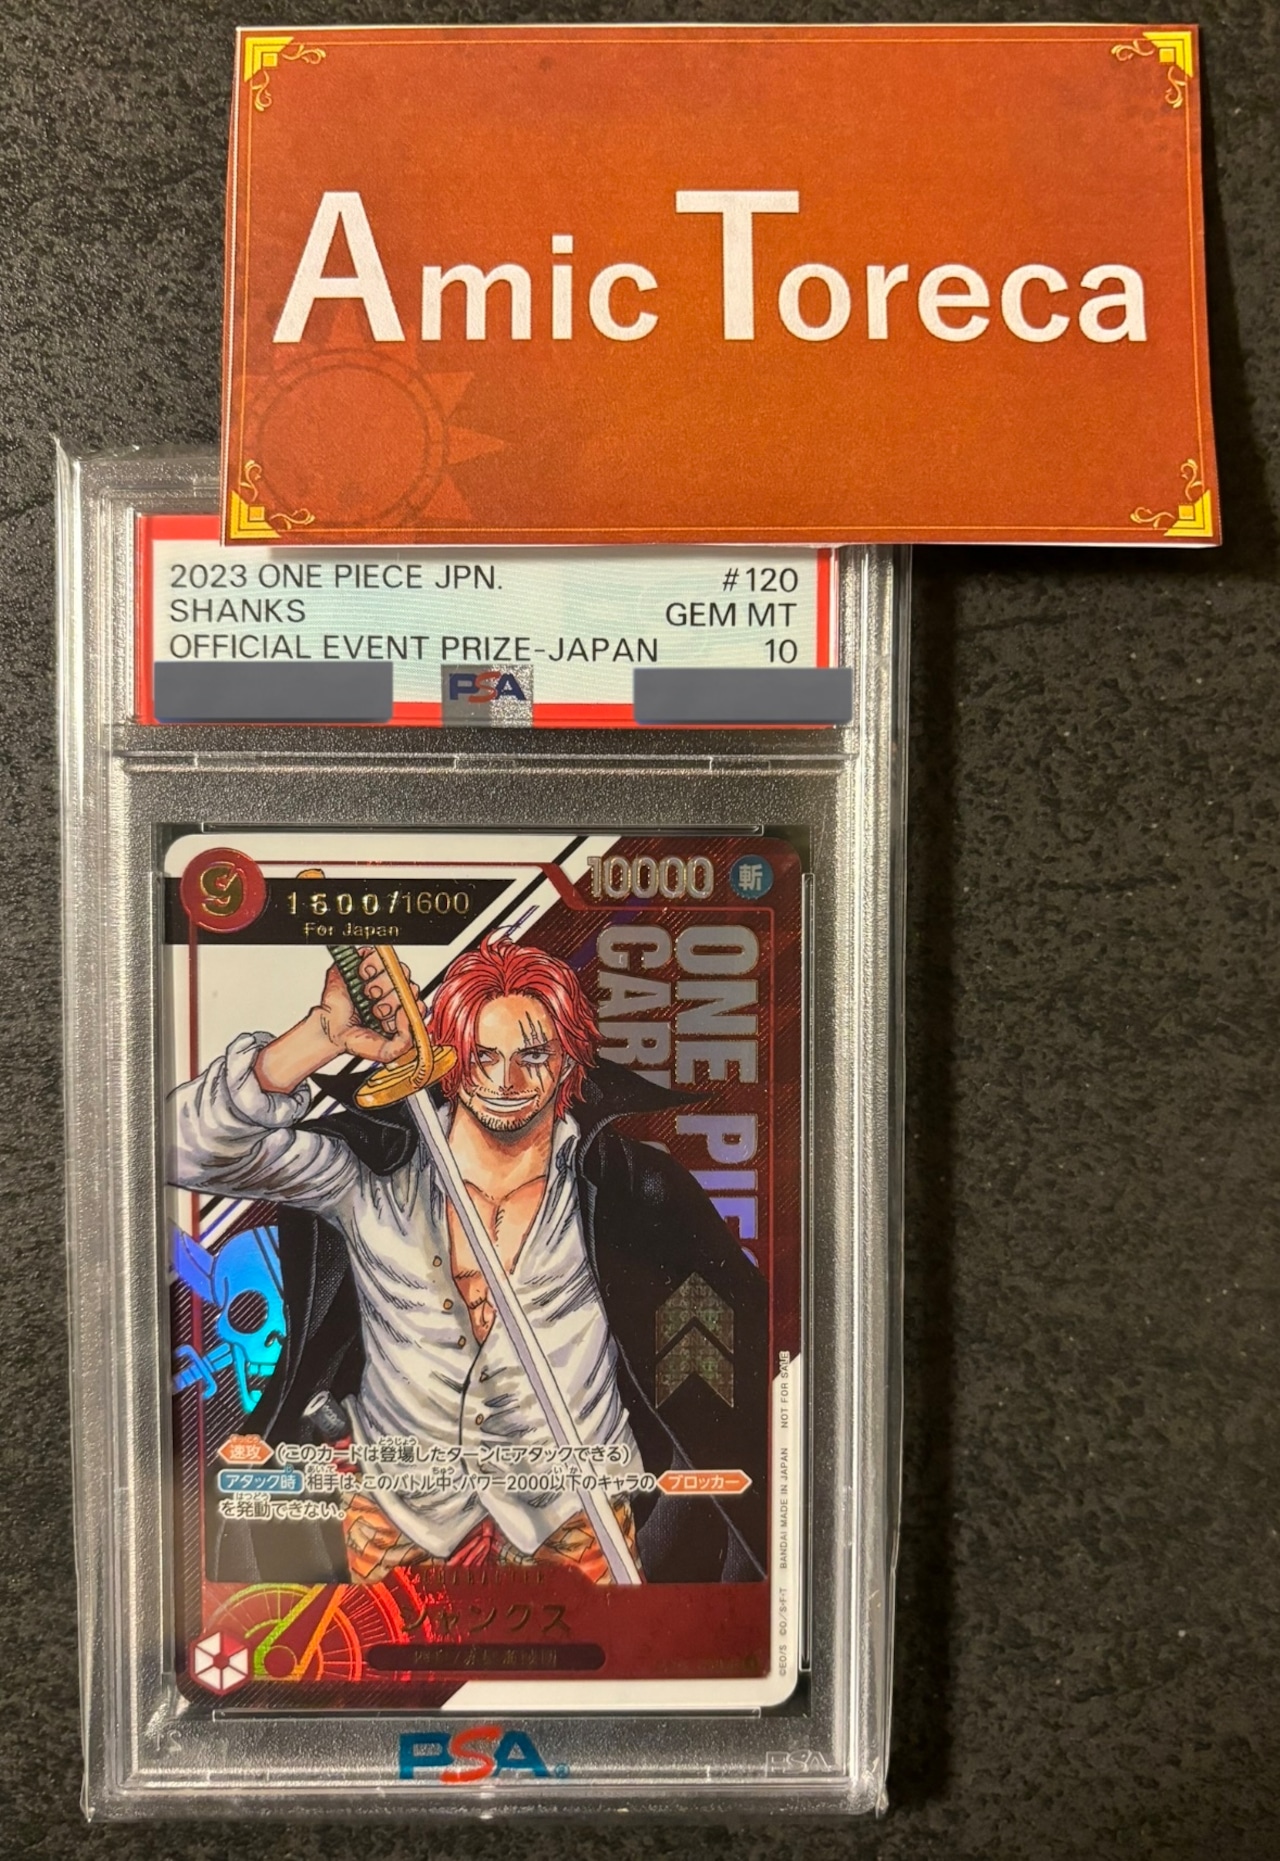 Amic Toreca
2023 ONE PIECE JPN. #120
SHANKS GEM MT
OFFICIAL EVENT PRIZE-JAPAN 10
PSA
9 1600/1600 10000 斬
For Japan
ONE PIECE
CAR
速攻 (このカードは登場したターンにアタックできる)
アタック時 相手は、このバトル中、パワー2000以下のキャラの ブロッカー
を発動できない。
CHARACTER
シャンクス
©EO/S ©O/S·F·T BANDAI MADE IN JAPAN NOT FOR SALE
PSA
PSA